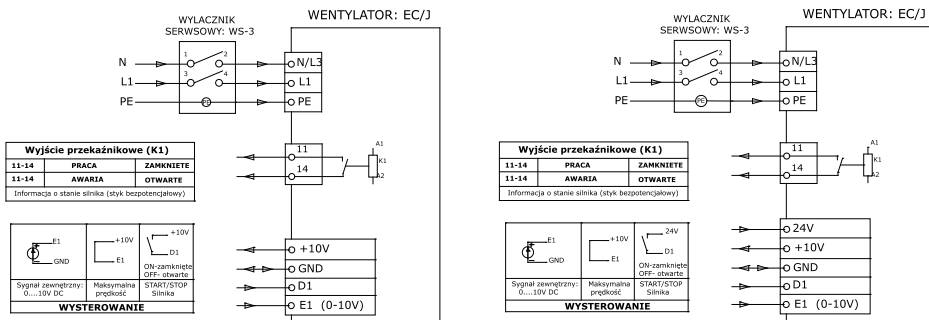 WENTYLATOR: EC/J
WYLACZNIK
SERWSOWY: WS-3
1 2
N N/L3
3 4
L1 L1
PE PE PE
Wyjście przekaźnikowe (K1)
11-14 PRACA ZAMKNIETE
11-14 AWARIA OTWARTE
Informacja o stanie silnika (styk bezpotencjałowy)
11
14
A1
K1
A2
E1
GND
+10V
E1
+10V
D1
ON-zamknięte
OFF- otwarte
Sygnał zewnętrzny:
0....10V DC
Maksymalna
prędkość
START/STOP
Silnika
WYSTEROWANIE
+10V
GND
D1
E1 (0-10V)
WENTYLATOR: EC/J
WYLACZNIK
SERWSOWY: WS-3
1 2
N N/L3
3 4
L1 L1
PE PE PE
Wyjście przekaźnikowe (K1)
11-14 PRACA ZAMKNIETE
11-14 AWARIA OTWARTE
Informacja o stanie silnika (styk bezpotencjałowy)
11
14
A1
K1
A2
E1
GND
+10V
E1
24V
D1
ON-zamknięte
OFF- otwarte
Sygnał zewnętrzny:
0....10V DC
Maksymalna
prędkość
START/STOP
Silnika
WYSTEROWANIE
24V
+10V
GND
D1
E1 (0-10V)